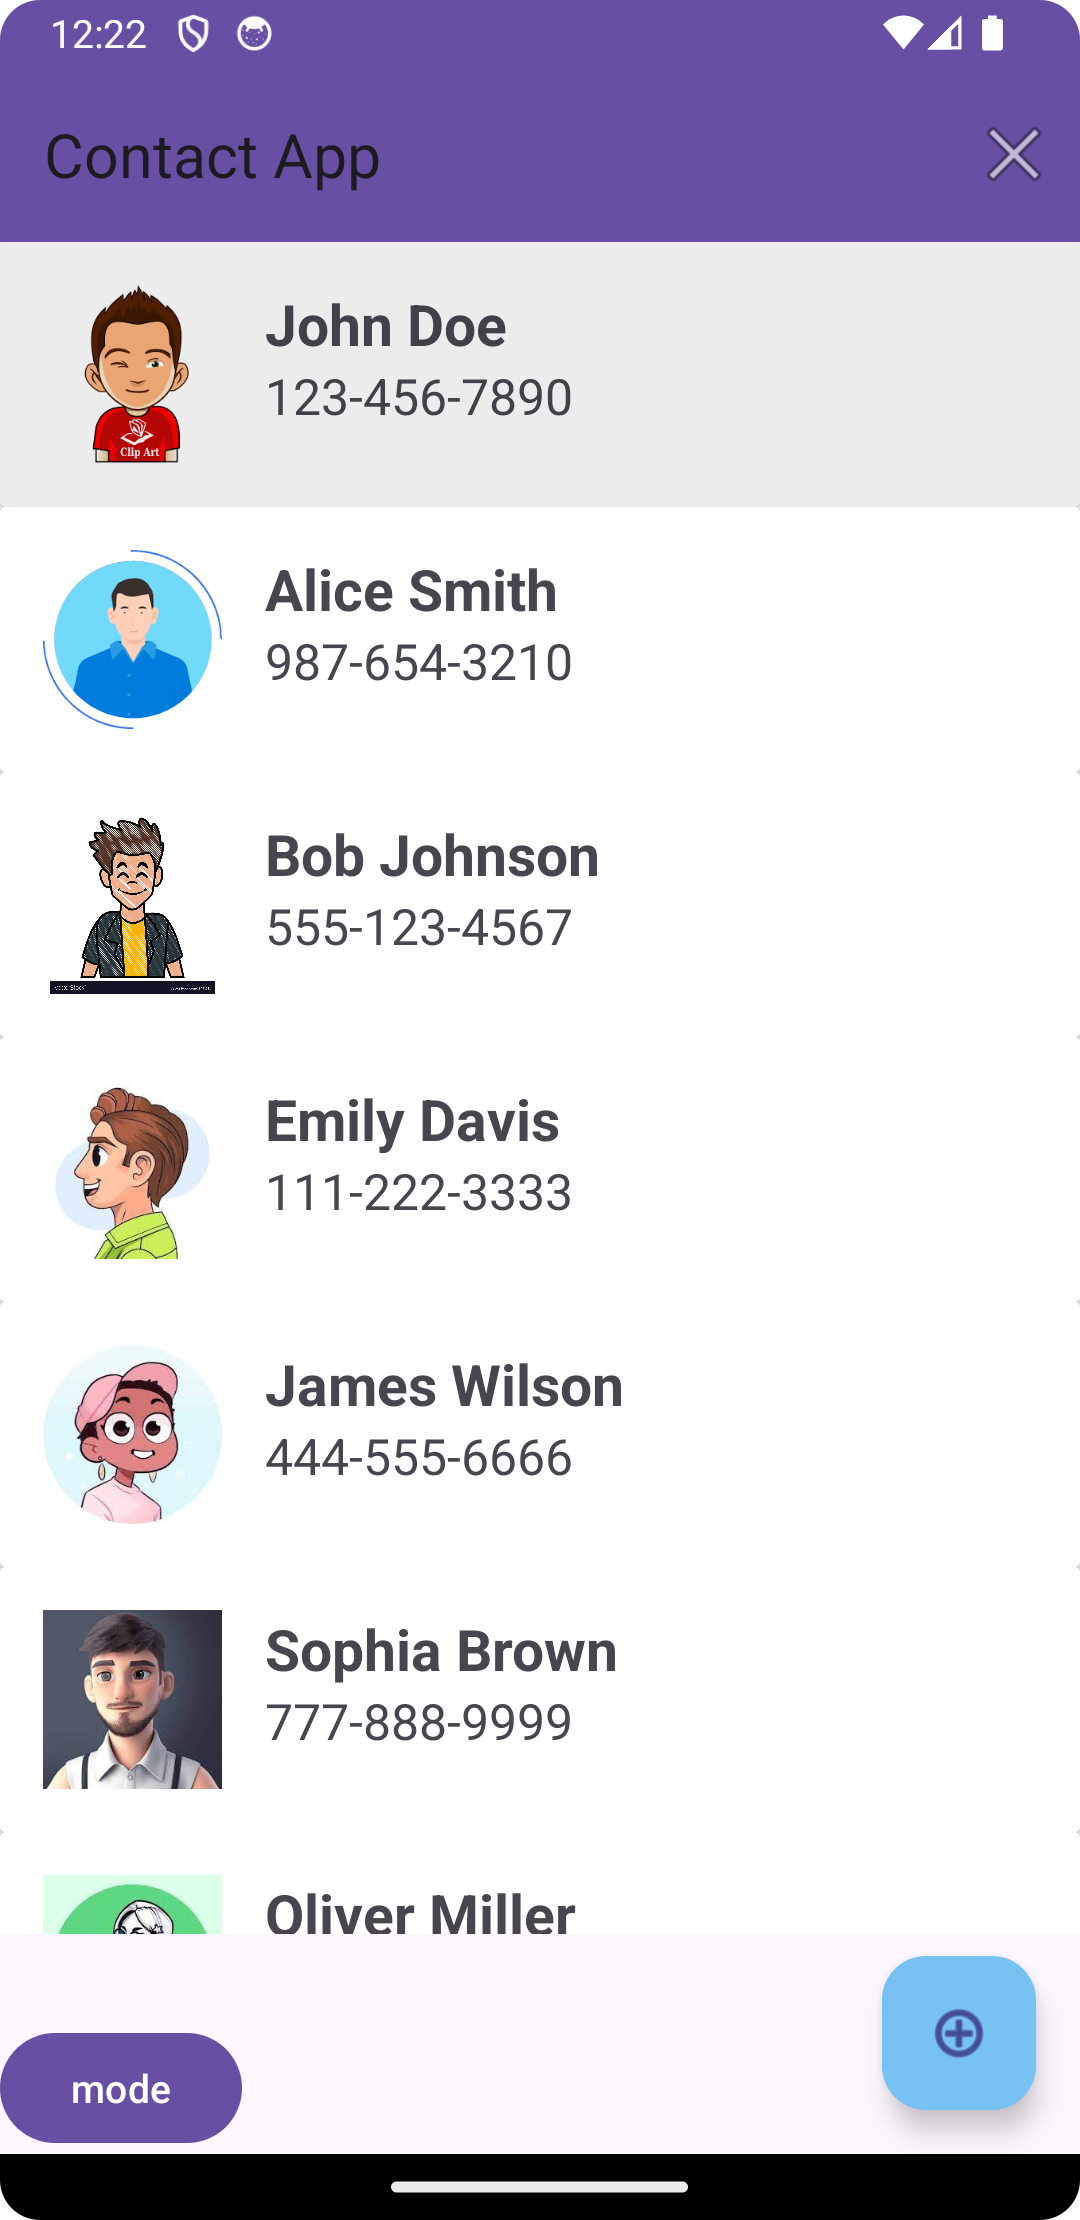 12:22
Contact App
John Doe
123-456-7890
Clip Art
Alice Smith
987-654-3210
Bob Johnson
555-123-4567
Emily Davis
111-222-3333
James Wilson
444-555-6666
Sophia Brown
777-888-9999
Oliver Miller
mode